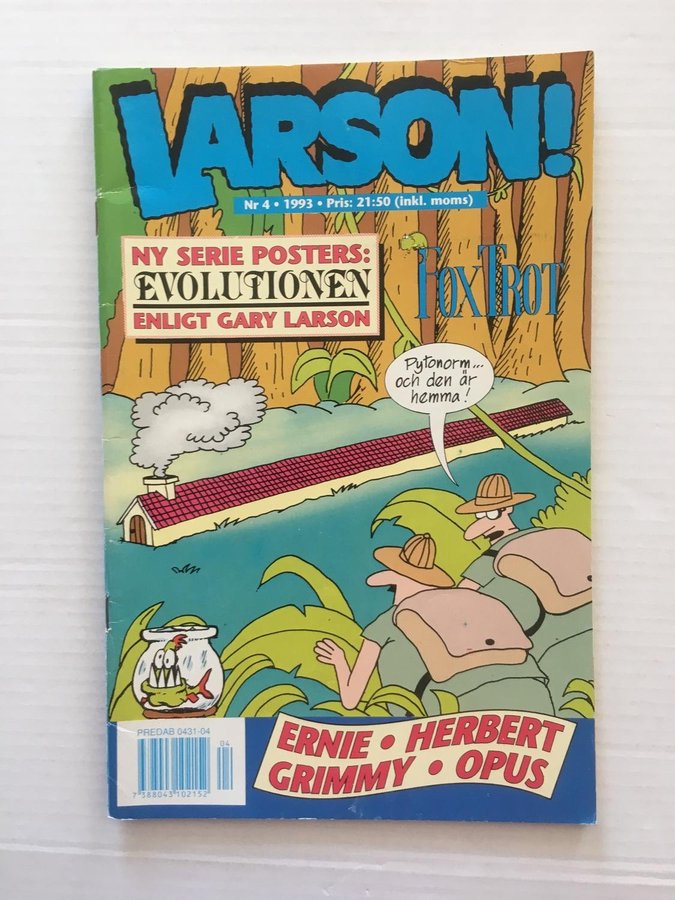 LARSON!
Nr 4 • 1993 • Pris: 21:50 (inkl. moms)
NY SERIE POSTERS:
EVOLUTIONEN
ENLIGT GARY LARSON
FOXTROT
Pytonorm...
och den är
hemma!
ERNIE • HERBERT
GRIMMY • OPUS
PREDAB 0431-04
04
7 388043 102152